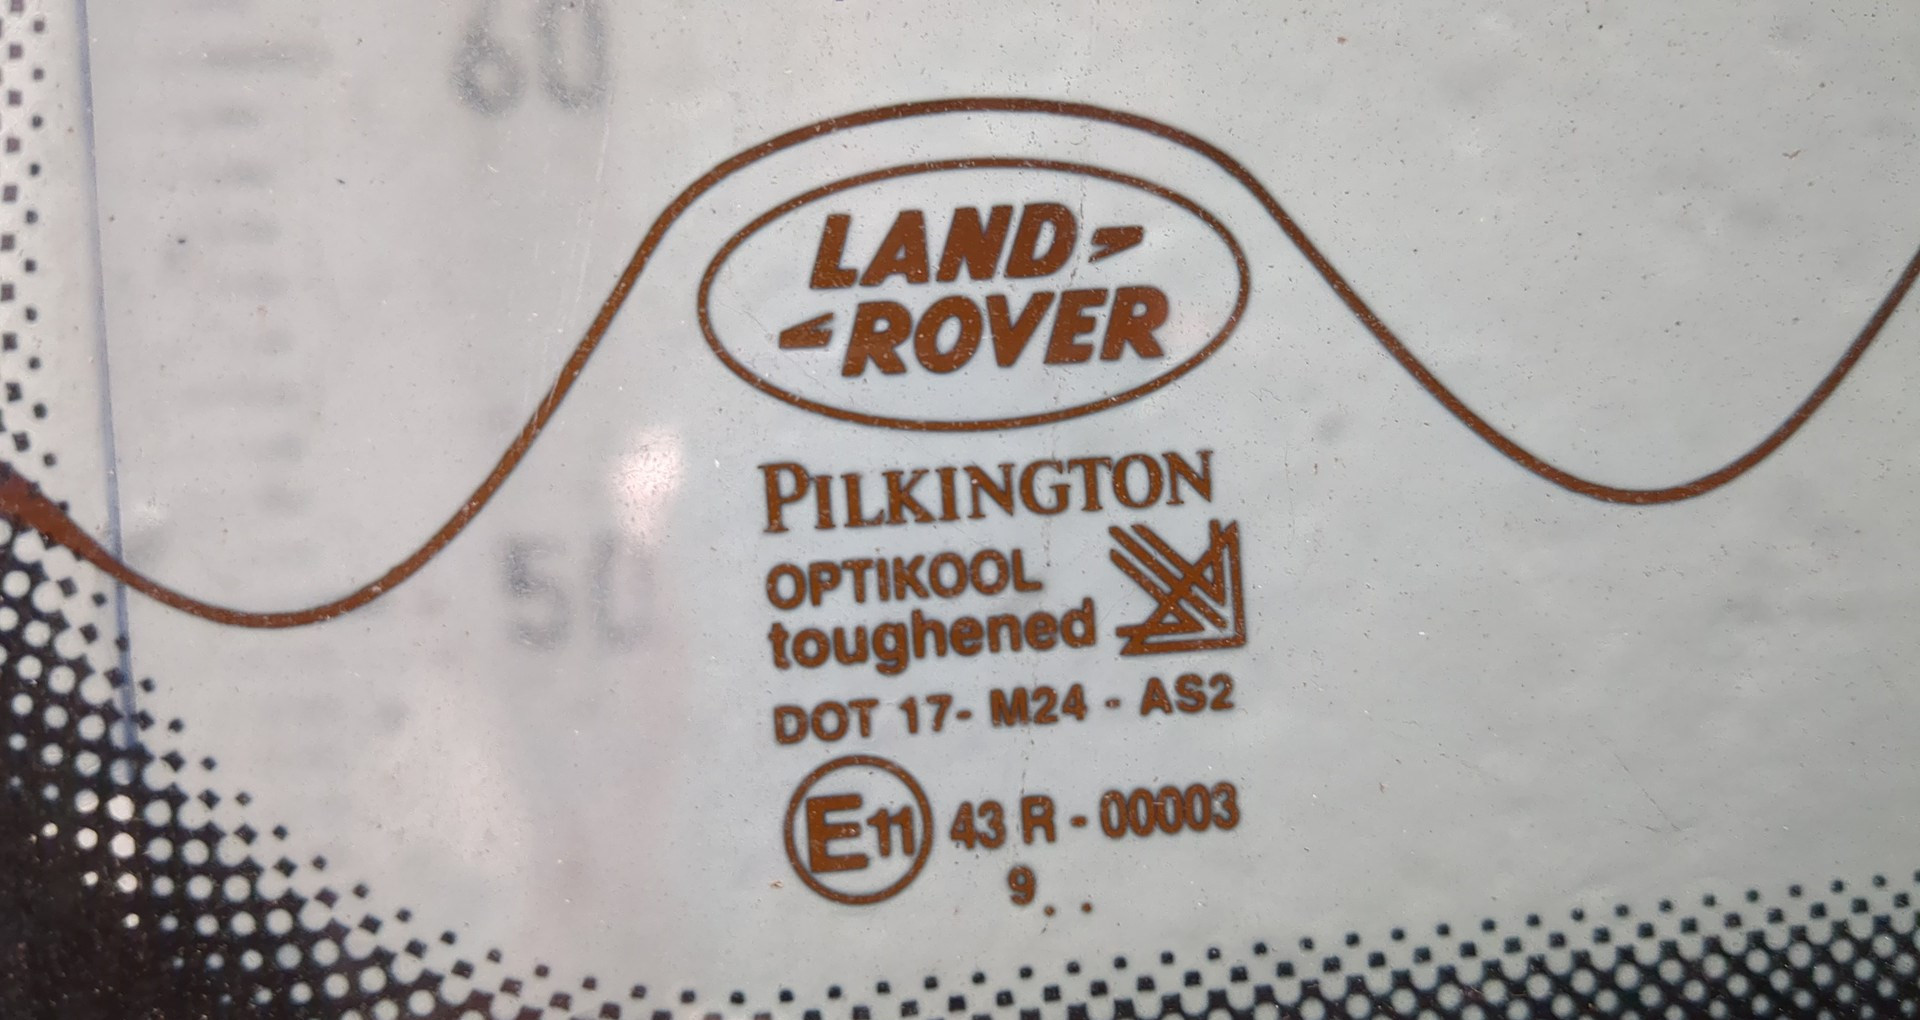 60
LAND
ROVER
PILKINGTON
50
OPTIKOOL
toughened
DOT 17- M24 - AS2
E11 43 R - 00003
9 . .